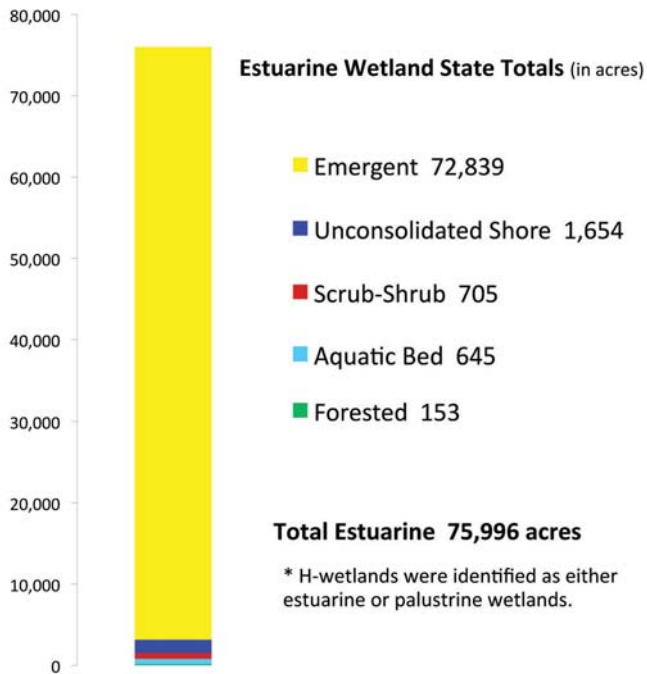 80,000
70,000
60,000
50,000
40,000
30,000
20,000
10,000
0
Estuarine Wetland State Totals (in acres)
Emergent 72,839
Unconsolidated Shore 1,654
Scrub-Shrub 705
Aquatic Bed 645
Forested 153
Total Estuarine 75,996 acres
* H-wetlands were identified as either
estuarine or palustrine wetlands.